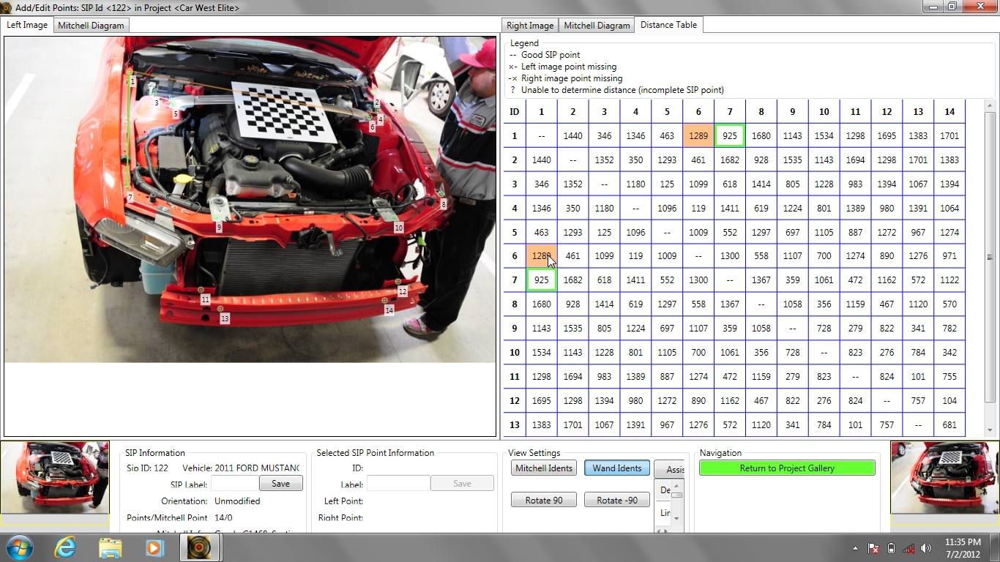 Add/Edit Points: SIP Id <122> in Project <Car West Elite>
Left Image Mitchell Diagram
Right Image Mitchell Diagram Distance Table
Legend
-- Good SIP point
×- Left image point missing
-× Right image point missing
? Unable to determine distance (incomplete SIP point)
1
2
3
4
5
6
7
8
9
10
11
12
13
14
ID 1 2 3 4 5 6 7 8 9 10 11 12 13 14
1 -- 1440 346 1346 463 1289 925 1680 1143 1534 1298 1695 1383 1701
2 1440 -- 1352 350 1293 461 1682 928 1535 1143 1694 1298 1701 1383
3 346 1352 -- 1180 125 1099 618 1414 805 1228 983 1394 1067 1394
4 1346 350 1180 -- 1096 119 1411 619 1224 801 1389 980 1391 1064
5 463 1293 125 1096 -- 1009 552 1297 697 1105 887 1272 967 1274
6 1289 461 1099 119 1009 -- 1300 558 1107 700 1274 890 1276 971
7 925 1682 618 1411 552 1300 -- 1367 359 1061 472 1162 572 1122
8 1680 928 1414 619 1297 558 1367 -- 1058 356 1159 467 1120 570
9 1143 1535 805 1224 697 1107 359 1058 -- 728 279 822 341 782
10 1534 1143 1228 801 1105 700 1061 356 728 -- 823 276 784 342
11 1298 1694 983 1389 887 1274 472 1159 279 823 -- 824 101 755
12 1695 1298 1394 980 1272 890 1162 467 822 276 824 -- 757 104
13 1383 1701 1067 1391 967 1276 572 1120 341 784 101 757 -- 681
SIP Information
Sip ID: 122 Vehicle: 2011 FORD MUSTANG
SIP Label: Save
Orientation: Unmodified
Points/Mitchell Point 14/0
Selected SIP Point Information
ID:
Label: Save
Left Point:
Right Point:
View Settings
Mitchell Idents Wand Idents Assis
Rotate 90 Rotate -90
De
Lin
Navigation
Return to Project Gallery
11:35 PM
7/2/2012